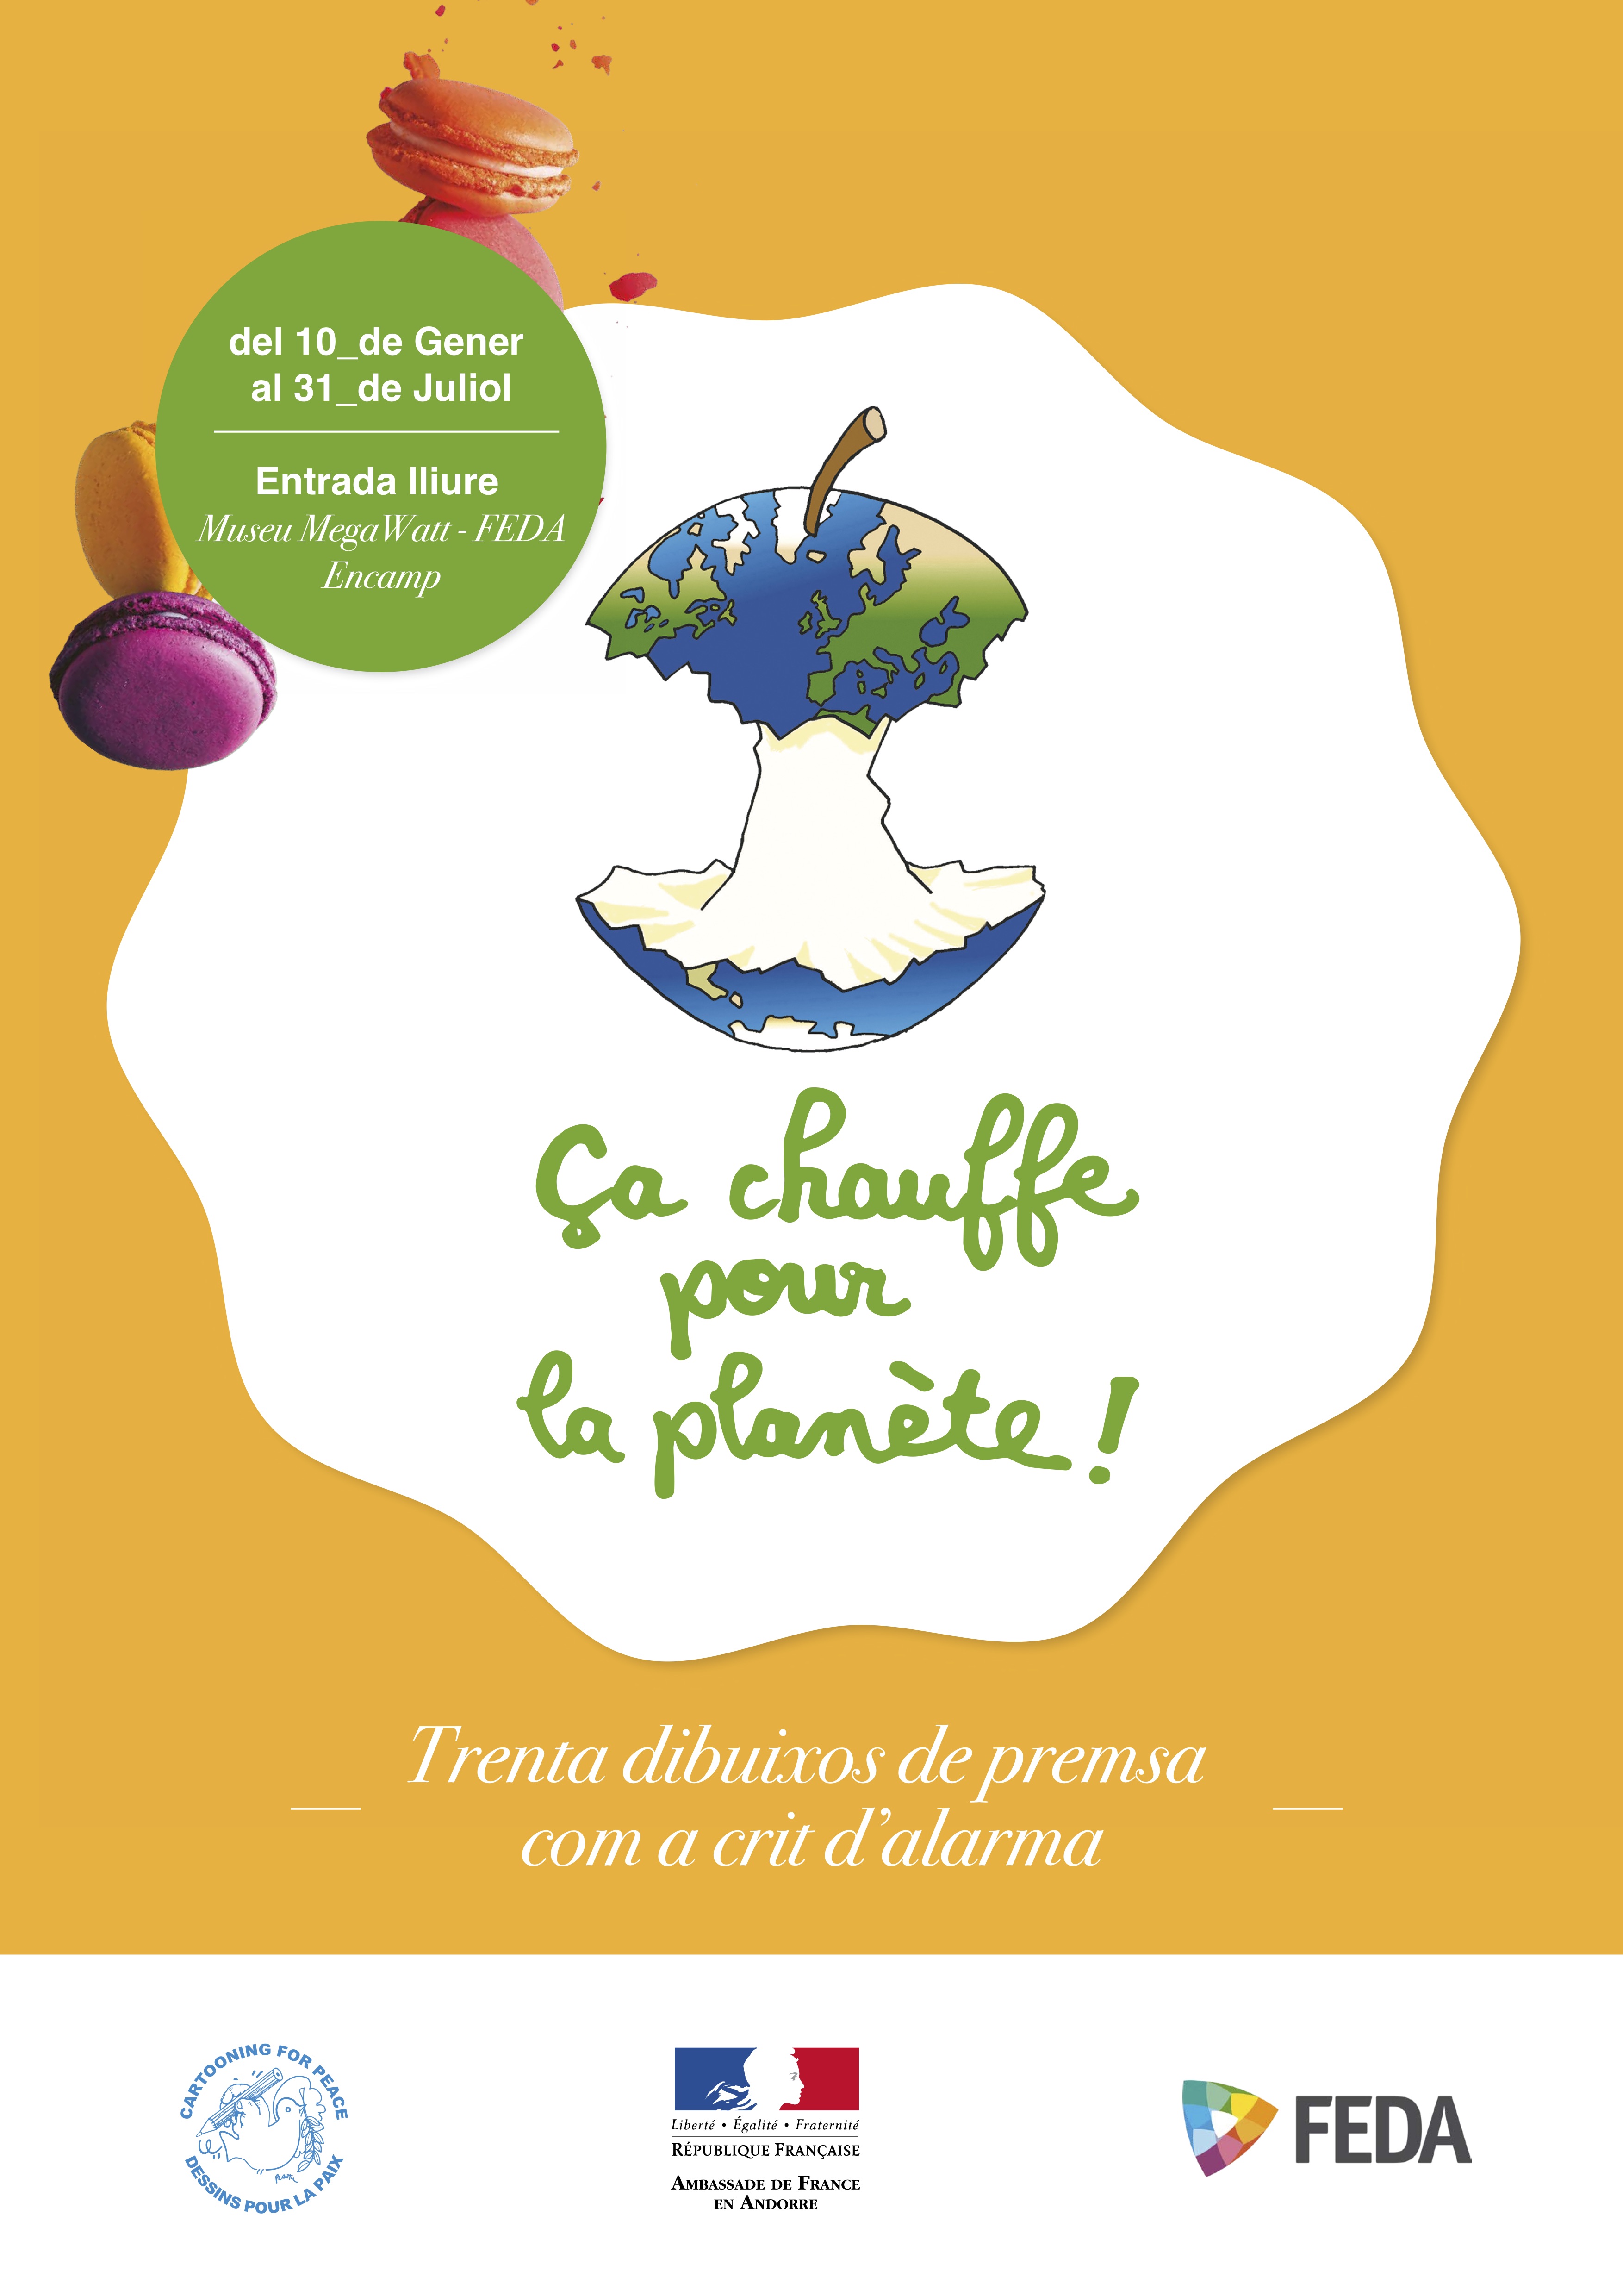 del 10_de Gener
al 31_de Juliol
Entrada lliure
Museu MegaWatt - FEDA
Encamp
Ça chauffe
pour
la planète !
Trenta dibuixos de premsa
com a crit d'alarma
CARTOONING FOR PEACE
DESSINS POUR LA PAIX
Liberté • Égalité • Fraternité
RÉPUBLIQUE FRANÇAISE
AMBASSADE DE FRANCE
EN ANDORRE
FEDA